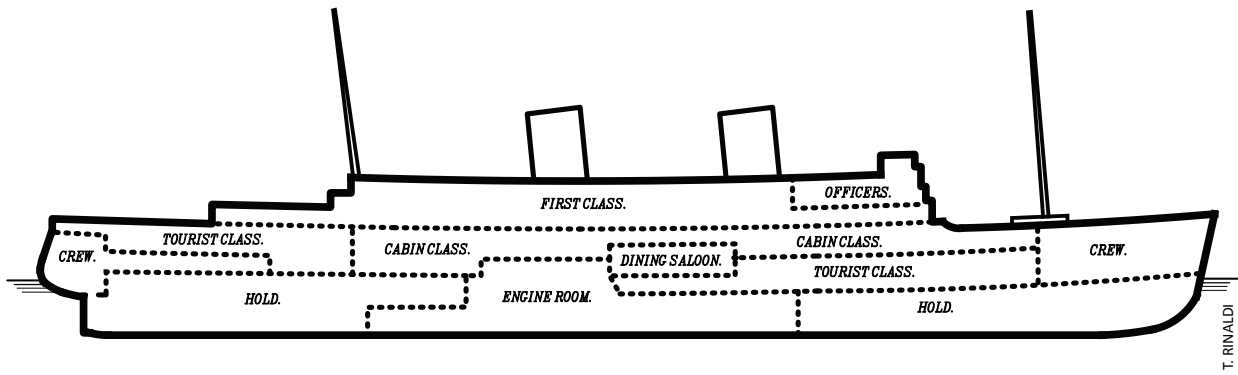 OFFICERS.
FIRST CLASS.
TOURIST CLASS.
CABIN CLASS.
CABIN CLASS.
CREW.
CREW.
DINING SALOON.
TOURIST CLASS.
HOLD.
ENGINE ROOM.
HOLD.
T. RINALDI